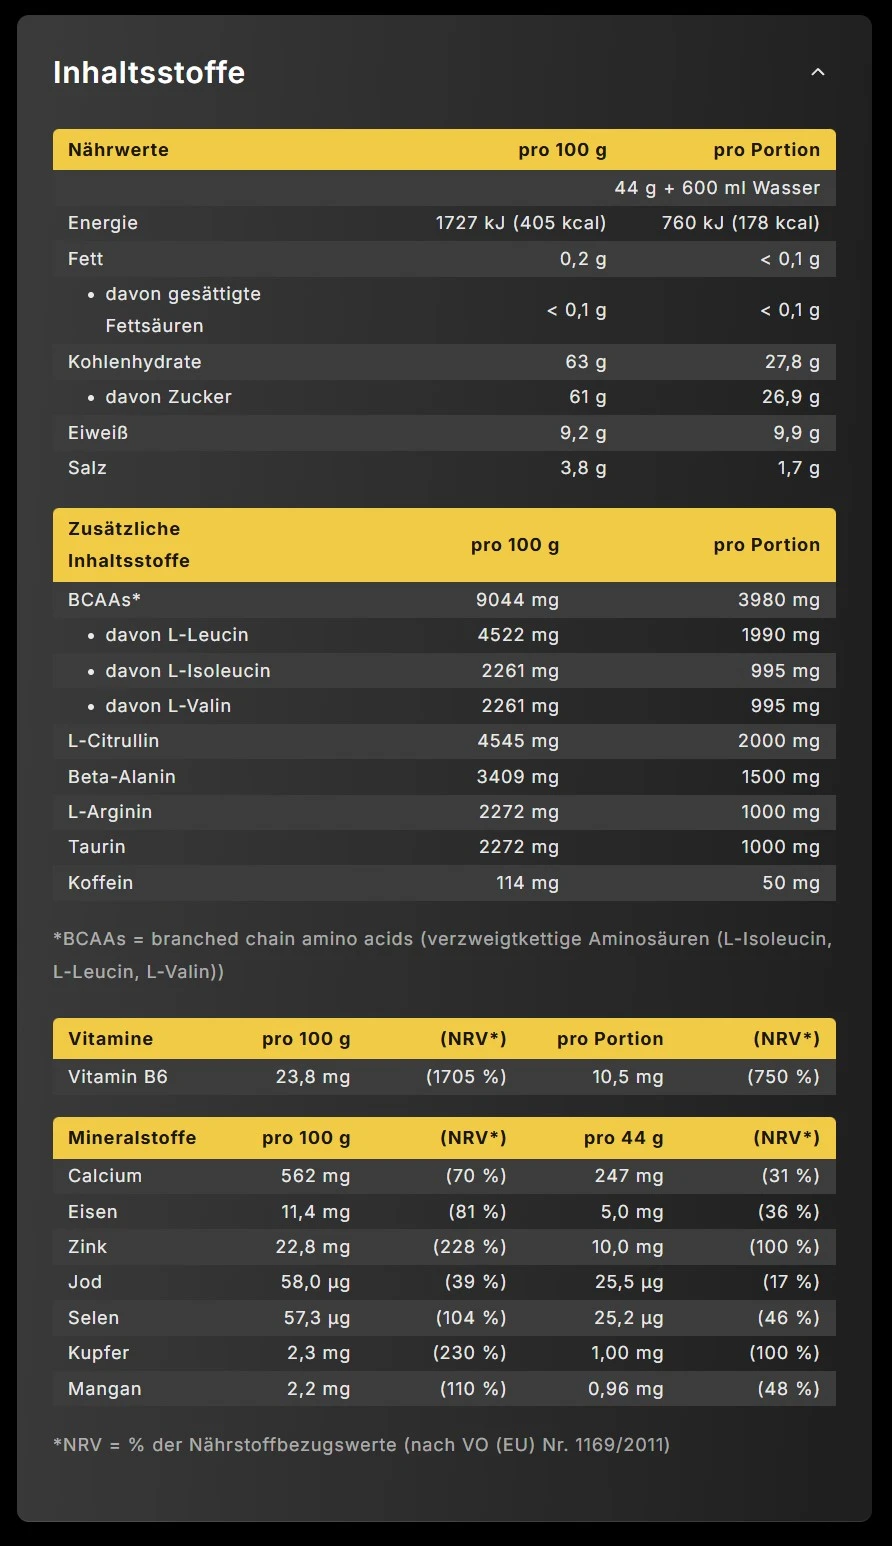 Inhaltsstoffe
Nährwerte pro 100 g pro Portion
44 g + 600 ml Wasser
Energie 1727 kJ (405 kcal) 760 kJ (178 kcal)
Fett 0,2 g < 0,1 g
• davon gesättigte
Fettsäuren < 0,1 g < 0,1 g
Kohlenhydrate 63 g 27,8 g
• davon Zucker 61 g 26,9 g
Eiweiß 9,2 g 9,9 g
Salz 3,8 g 1,7 g
Zusätzliche
Inhaltsstoffe pro 100 g pro Portion
BCAAs* 9044 mg 3980 mg
• davon L-Leucin 4522 mg 1990 mg
• davon L-Isoleucin 2261 mg 995 mg
• davon L-Valin 2261 mg 995 mg
L-Citrullin 4545 mg 2000 mg
Beta-Alanin 3409 mg 1500 mg
L-Arginin 2272 mg 1000 mg
Taurin 2272 mg 1000 mg
Koffein 114 mg 50 mg
*BCAAs = branched chain amino acids (verzweigtkettige Aminosäuren (L-Isoleucin,
L-Leucin, L-Valin))
Vitamine pro 100 g (NRV*) pro Portion (NRV*)
Vitamin B6 23,8 mg (1705 %) 10,5 mg (750 %)
Mineralstoffe pro 100 g (NRV*) pro 44 g (NRV*)
Calcium 562 mg (70 %) 247 mg (31 %)
Eisen 11,4 mg (81 %) 5,0 mg (36 %)
Zink 22,8 mg (228 %) 10,0 mg (100 %)
Jod 58,0 µg (39 %) 25,5 µg (17 %)
Selen 57,3 µg (104 %) 25,2 µg (46 %)
Kupfer 2,3 mg (230 %) 1,00 mg (100 %)
Mangan 2,2 mg (110 %) 0,96 mg (48 %)
*NRV = % der Nährstoffbezugswerte (nach VO (EU) Nr. 1169/2011)